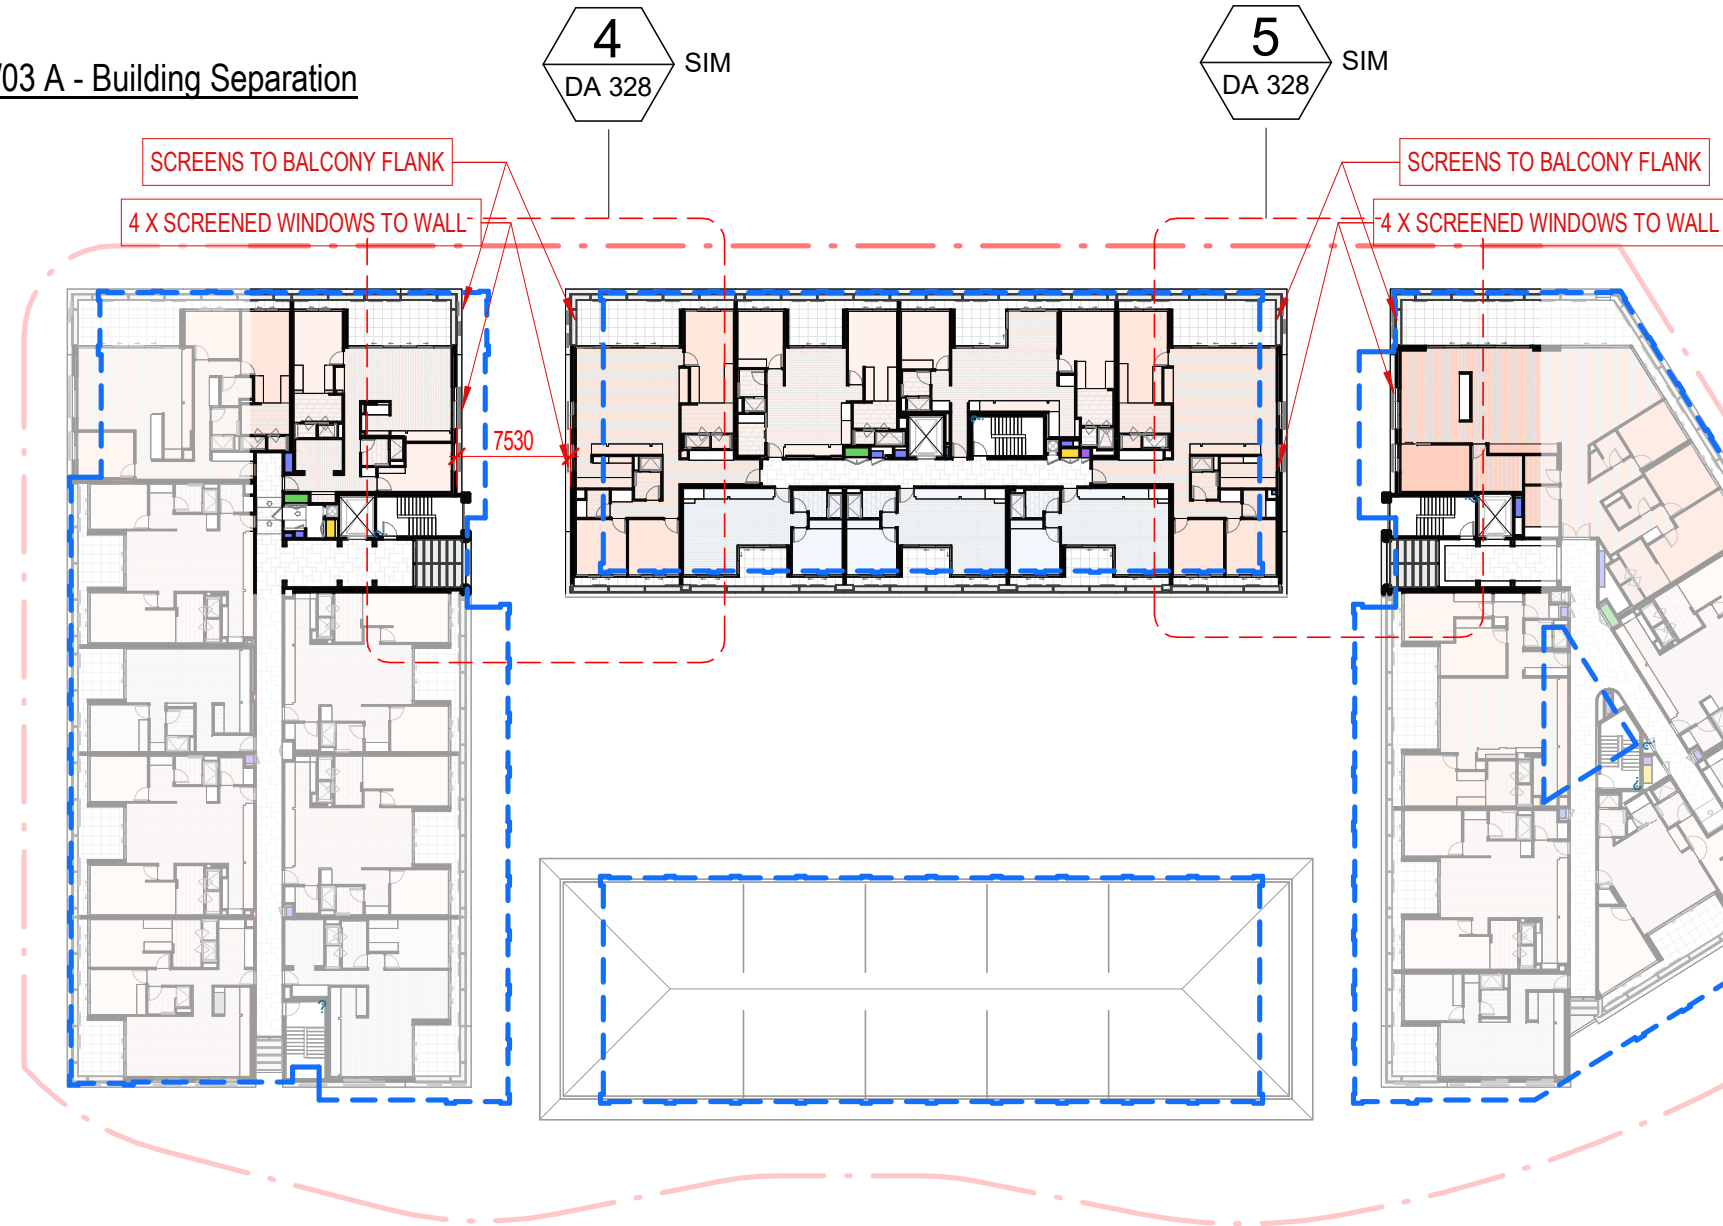 4
DA 328
SIM
5
DA 328
SIM
/03 A - Building Separation
SCREENS TO BALCONY FLANK
SCREENS TO BALCONY FLANK
4 X SCREENED WINDOWS TO WALL
4 X SCREENED WINDOWS TO WALL
7530
?